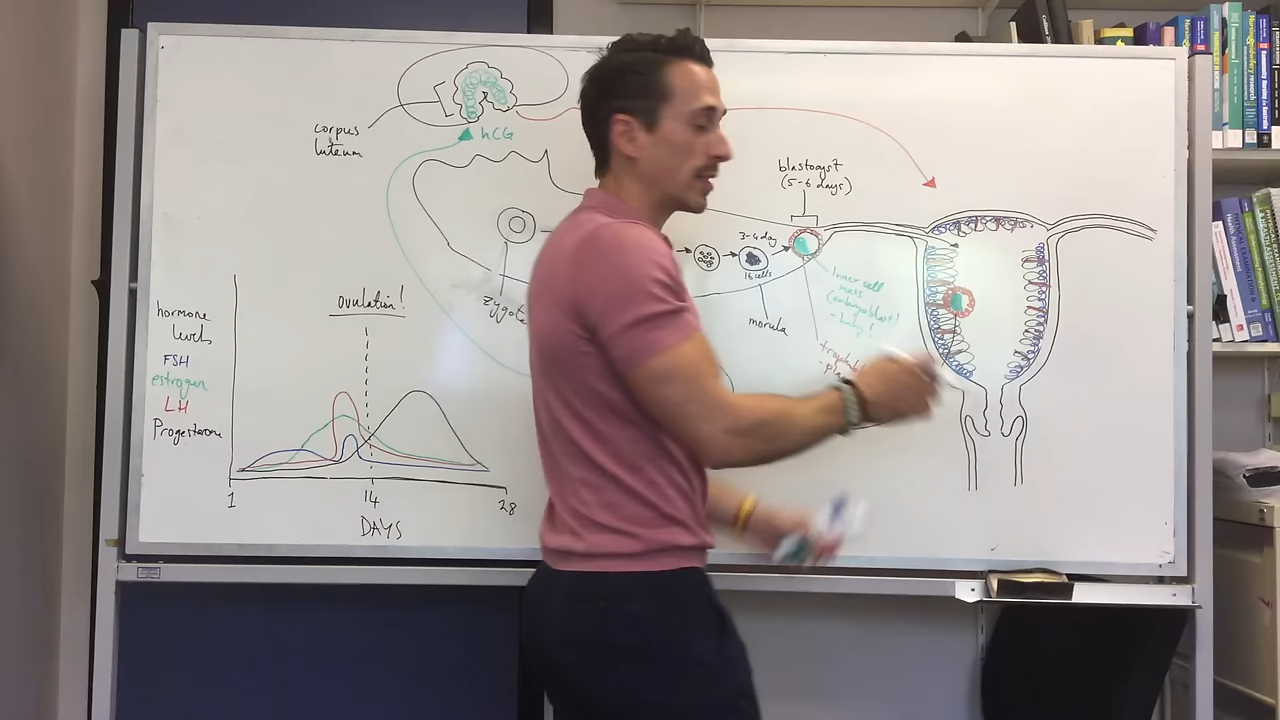 corpus
luteum
hCG
blastocyst
(5-6 days)
3-4 day
16 cells
zygote
morula
Inner cell
mass
(embryoblast)
ovulation!
hormone
levels
FSH
estrogen
LH
Progesterone
1
14
28
DAYS